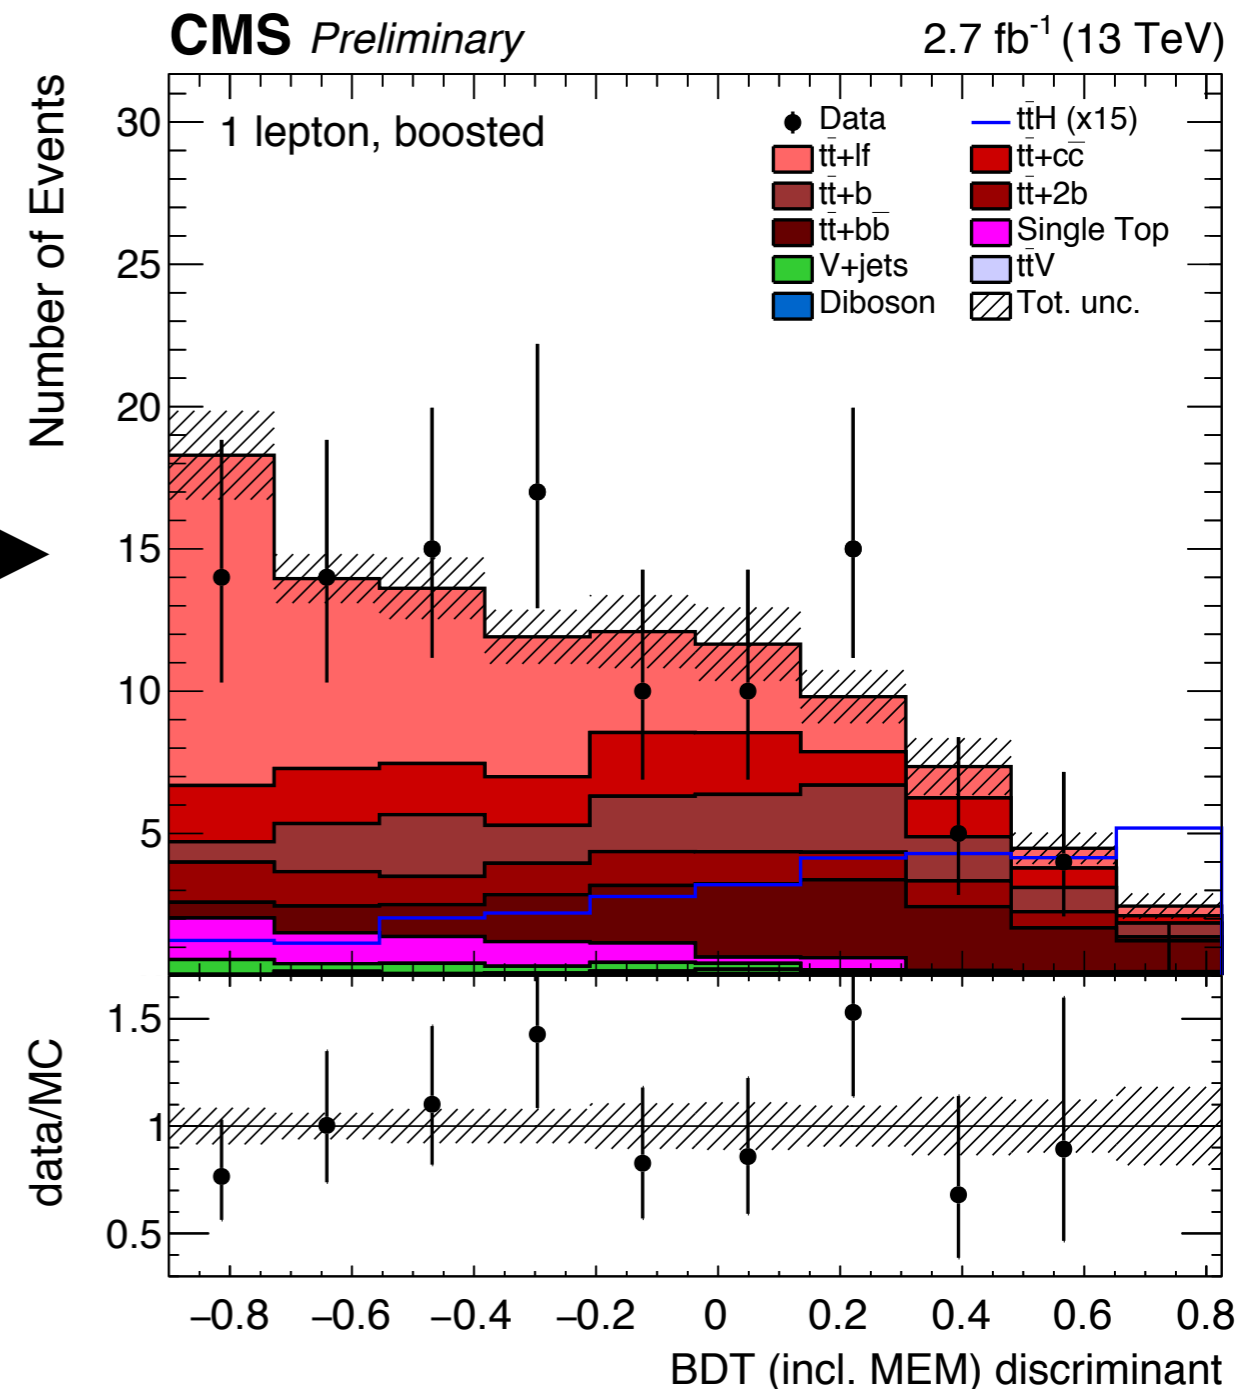 CMS Preliminary 2.7 fb⁻¹ (13 TeV)
1 lepton, boosted
Number of Events
30
25
20
15
10
5
Data
tt̄H (x15)
tt̄+lf
tt̄+cc̄
tt̄+b
tt̄+2b
tt̄+bb̄
Single Top
V+jets
tt̄V
Diboson
Tot. unc.
data/MC
1.5
1
0.5
−0.8 −0.6 −0.4 −0.2 0 0.2 0.4 0.6 0.8
BDT (incl. MEM) discriminant